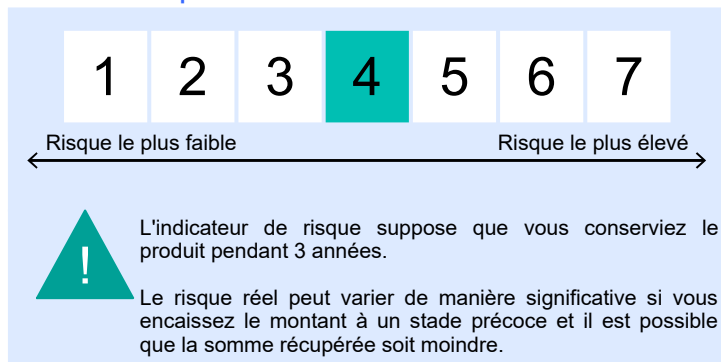 1 2 3 4 5 6 7
Risque le plus faible Risque le plus élevé
! L'indicateur de risque suppose que vous conserviez le
produit pendant 3 années.
Le risque réel peut varier de manière significative si vous
encaissez le montant à un stade précoce et il est possible
que la somme récupérée soit moindre.